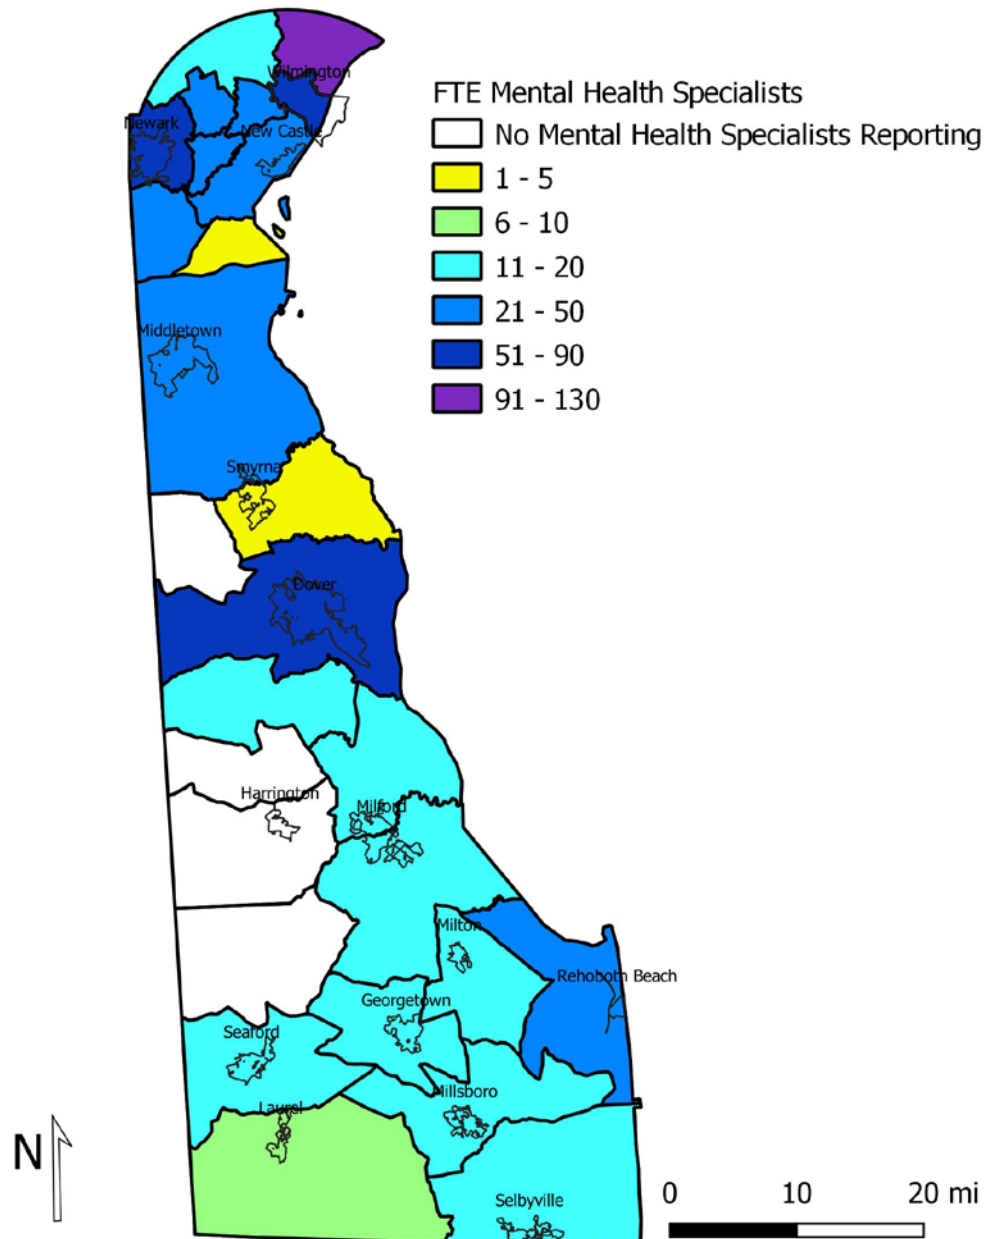 Wilmington
FTE Mental Health Specialists
No Mental Health Specialists Reporting
Newark
New Castle
1 - 5
6 - 10
11 - 20
21 - 50
Middletown
51 - 90
91 - 130
Smyrna
Dover
Harrington
Milford
Milton
Rehoboth Beach
Georgetown
Seaford
Millsboro
Laurel
N
Selbyville
0 10 20 mi